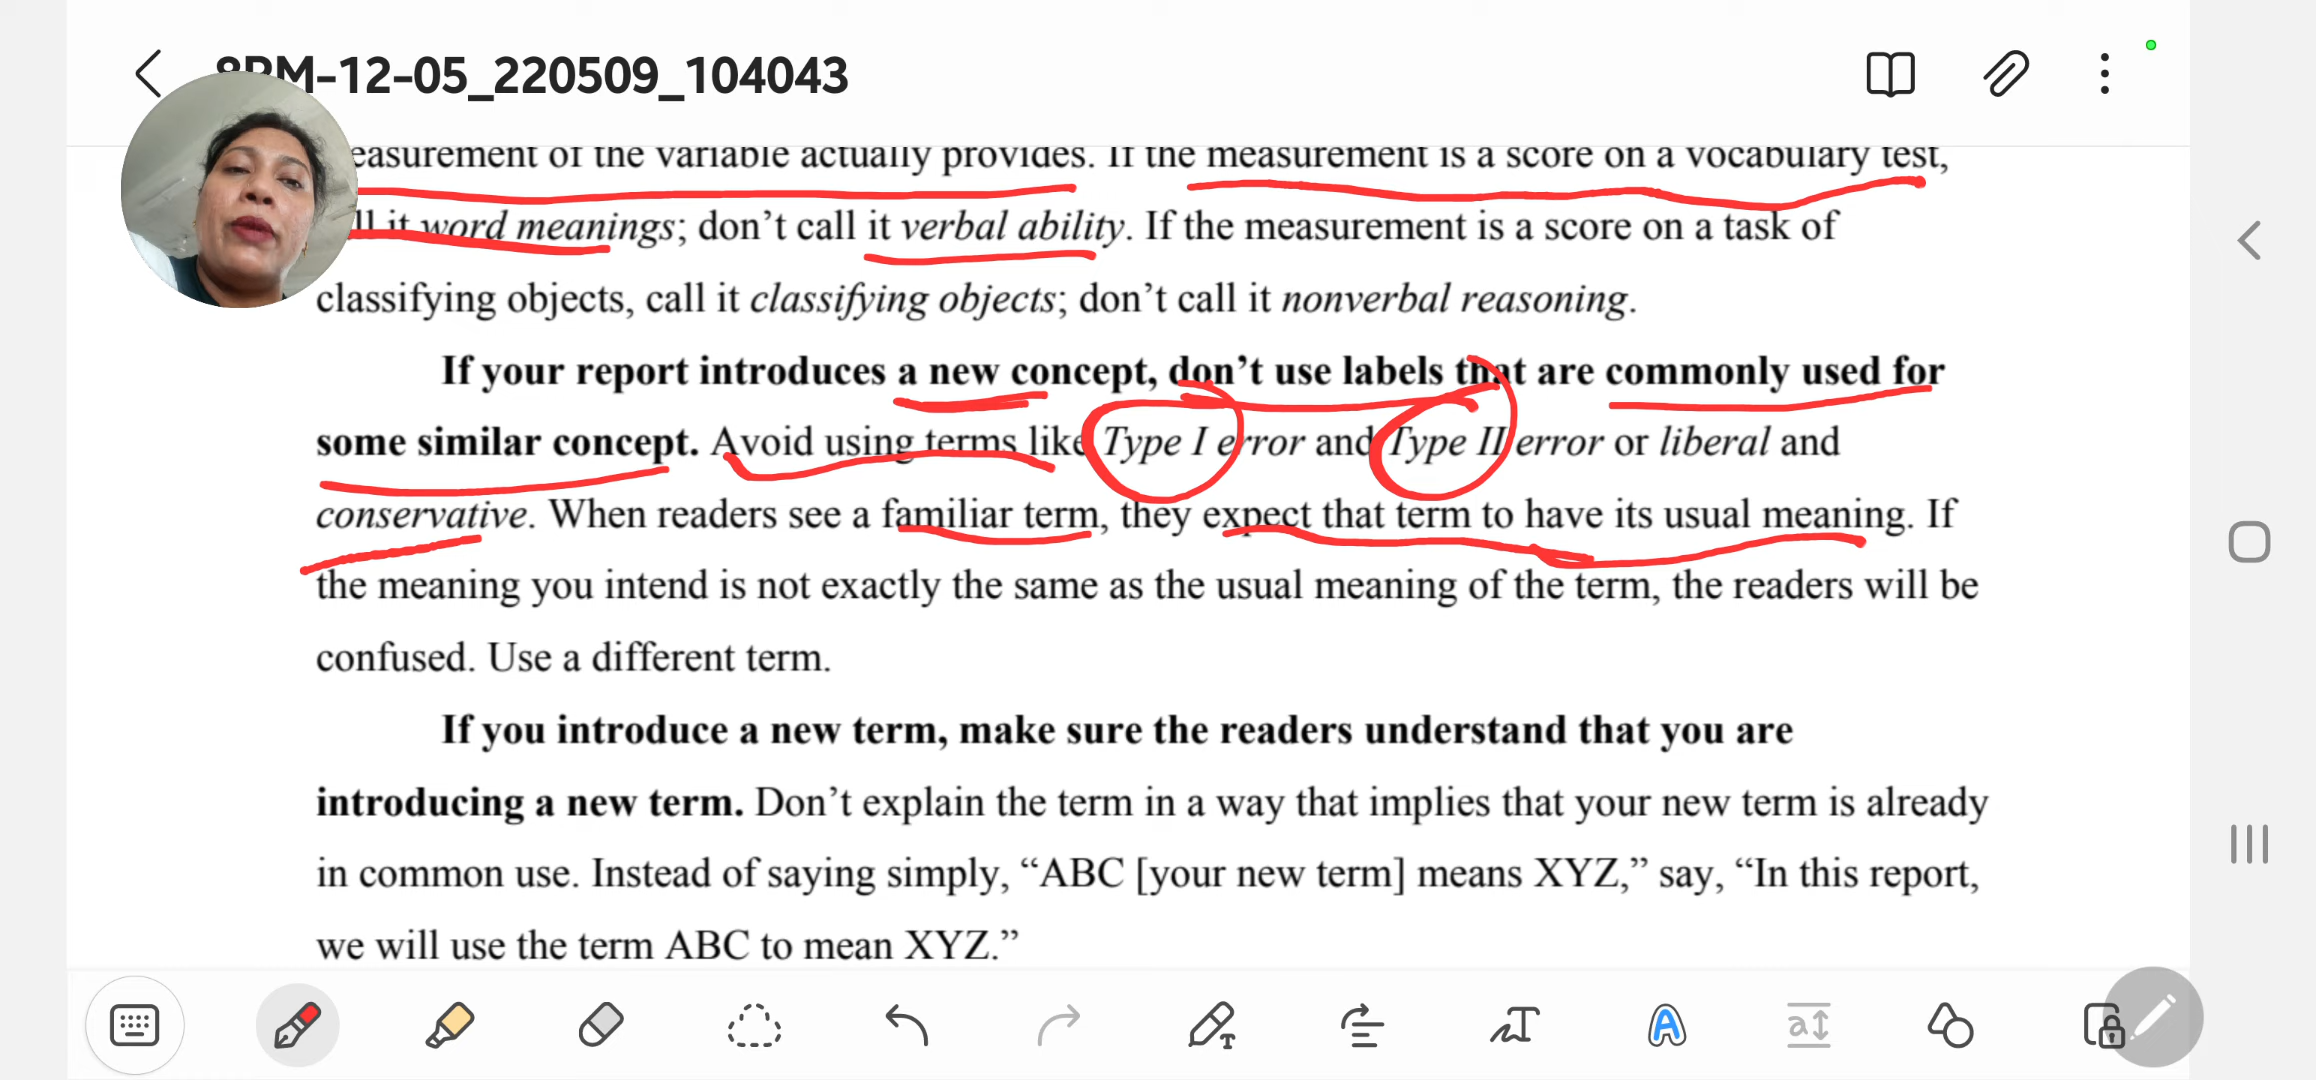 8PM-12-05_220509_104043
easurement of the variable actually provides. If the measurement is a score on a vocabulary test,
ll it word meanings; don’t call it verbal ability. If the measurement is a score on a task of
classifying objects, call it classifying objects; don’t call it nonverbal reasoning.
If your report introduces a new concept, don’t use labels that are commonly used for
some similar concept. Avoid using terms like Type I error and Type II error or liberal and
conservative. When readers see a familiar term, they expect that term to have its usual meaning. If
the meaning you intend is not exactly the same as the usual meaning of the term, the readers will be
confused. Use a different term.
If you introduce a new term, make sure the readers understand that you are
introducing a new term. Don’t explain the term in a way that implies that your new term is already
in common use. Instead of saying simply, “ABC [your new term] means XYZ,” say, “In this report,
we will use the term ABC to mean XYZ.”